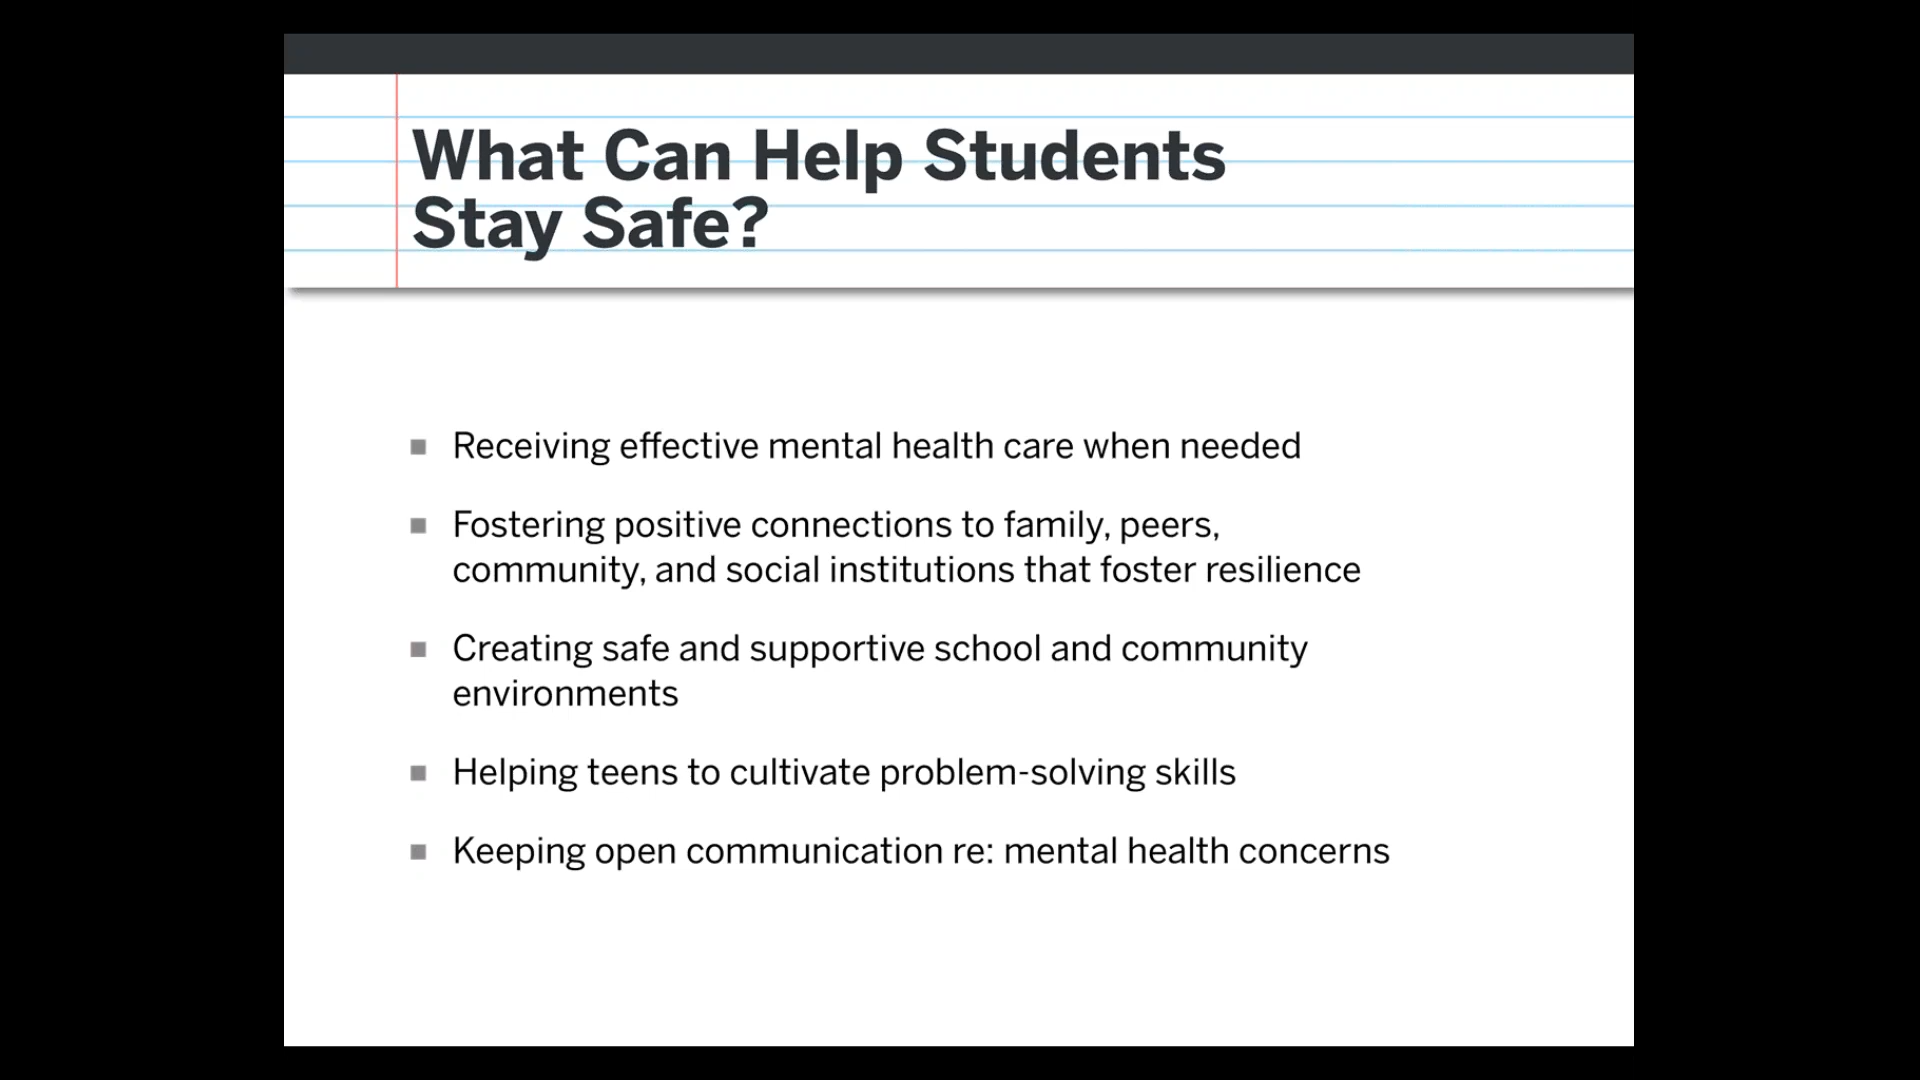 What Can Help Students
Stay Safe?
Receiving effective mental health care when needed
Fostering positive connections to family, peers,
community, and social institutions that foster resilience
Creating safe and supportive school and community
environments
Helping teens to cultivate problem-solving skills
Keeping open communication re: mental health concerns